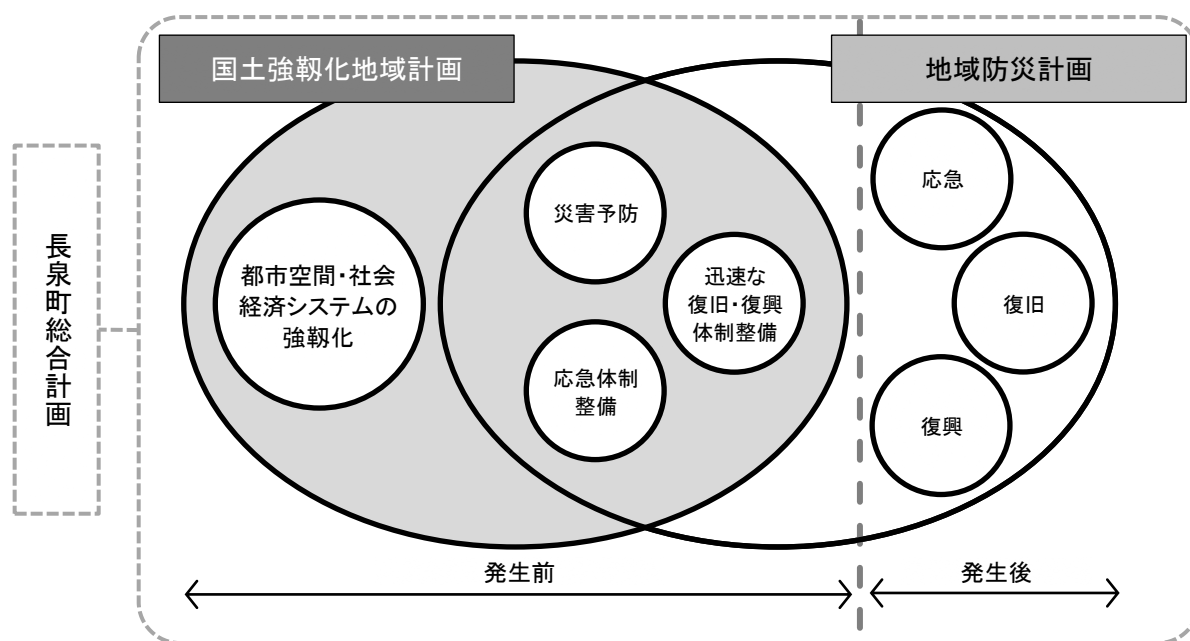 国土強靱化地域計画
地域防災計画
長泉町総合計画
都市空間・社会
経済システムの
強靱化
災害予防
迅速な
復旧・復興
体制整備
応急体制
整備
応急
復旧
復興
発生前
発生後